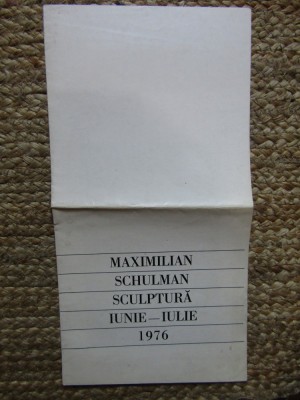 MAXIMILIAN
SCHULMAN
SCULPTURĂ
IUNIE — IULIE
1976